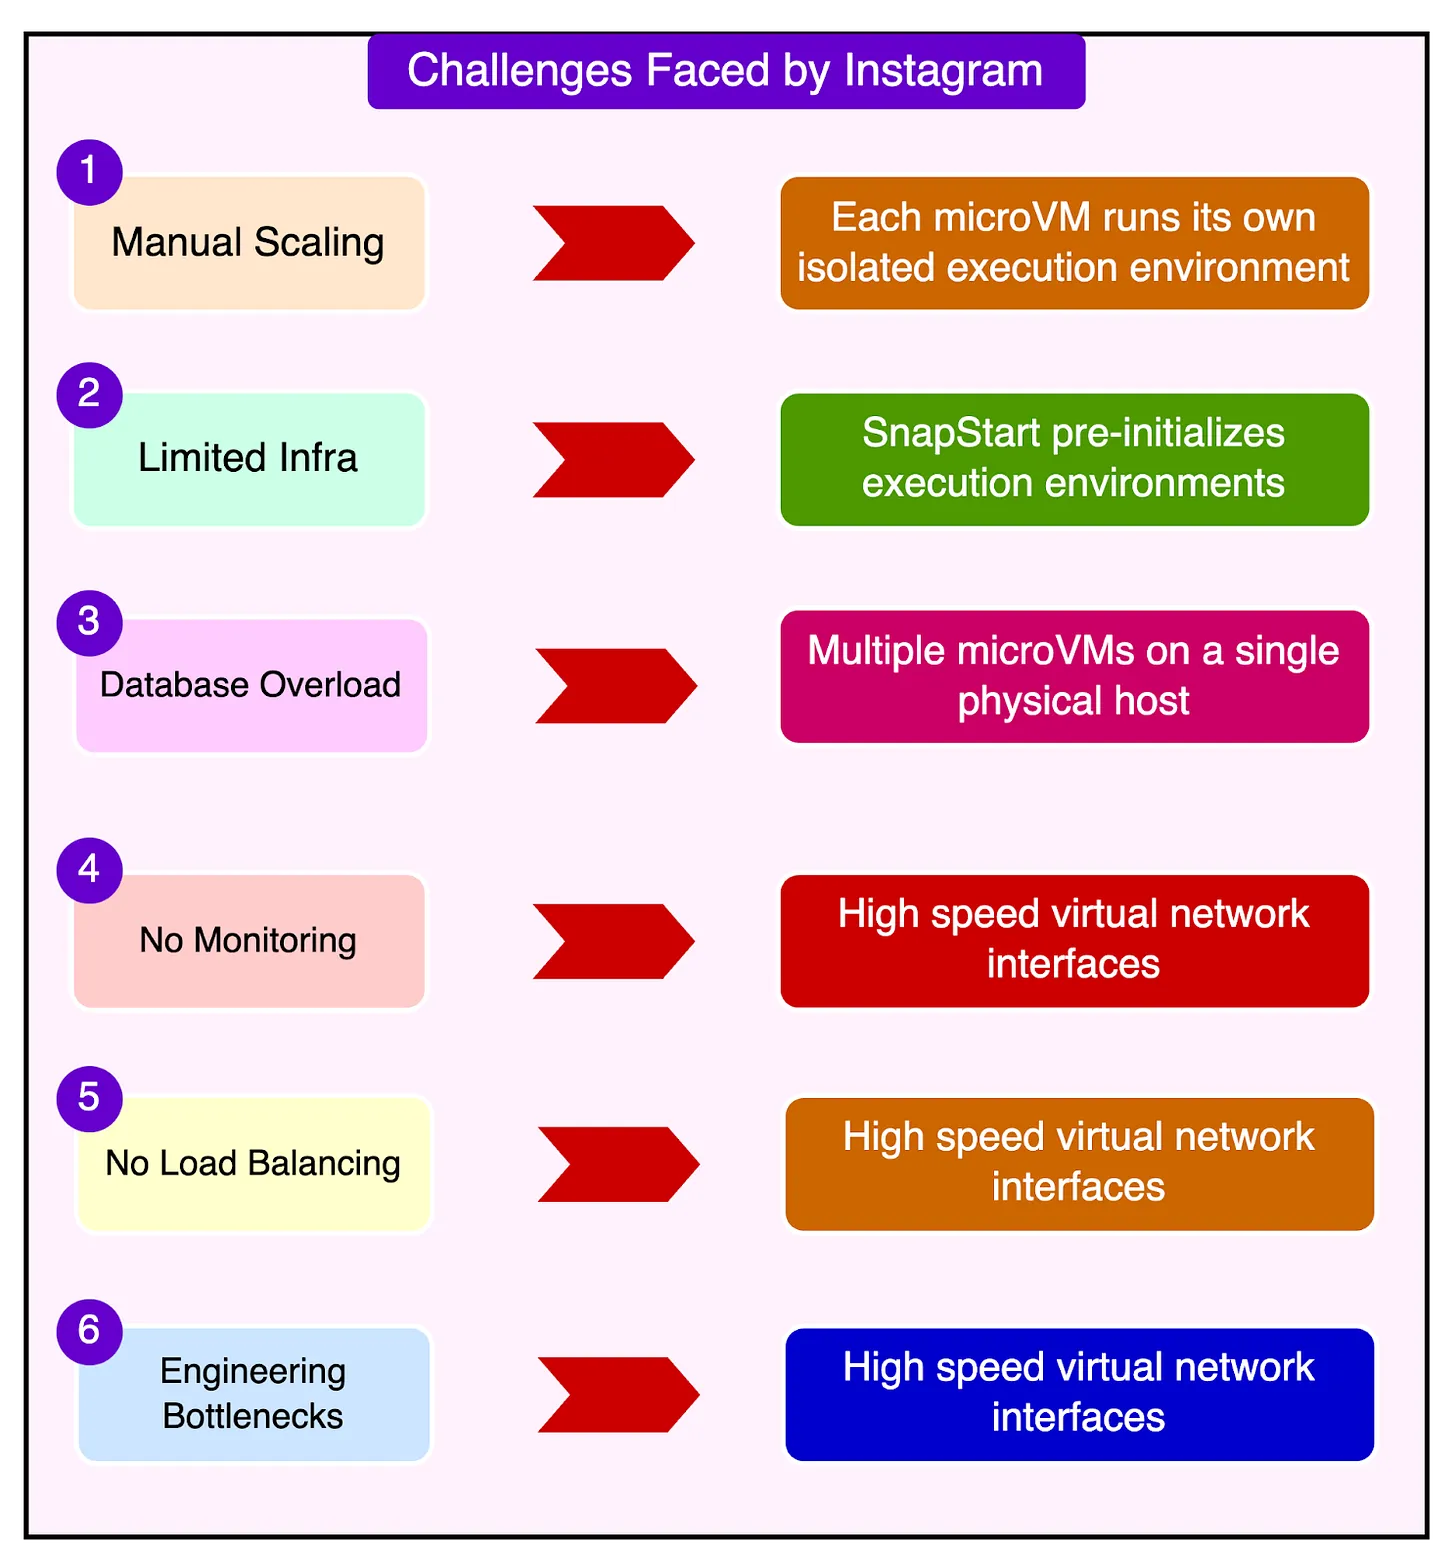 Challenges Faced by Instagram
1
Manual Scaling
Each microVM runs its own
isolated execution environment
2
Limited Infra
SnapStart pre-initializes
execution environments
3
Database Overload
Multiple microVMs on a single
physical host
4
No Monitoring
High speed virtual network
interfaces
5
No Load Balancing
High speed virtual network
interfaces
6
Engineering
Bottlenecks
High speed virtual network
interfaces